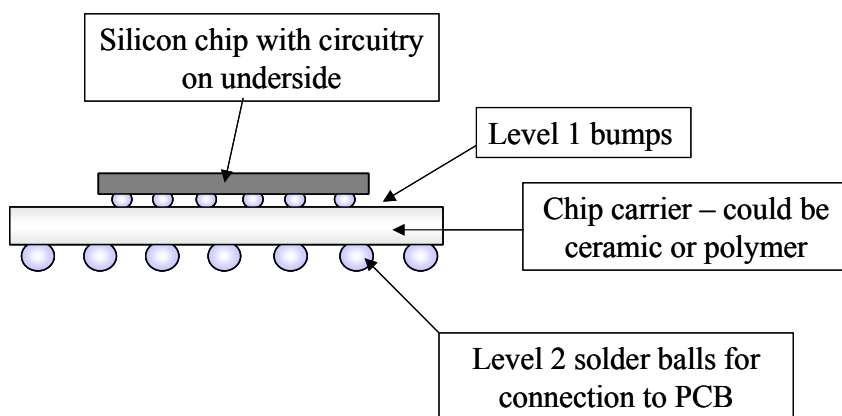 Silicon chip with circuitry
on underside
Level 1 bumps
Chip carrier – could be
ceramic or polymer
Level 2 solder balls for
connection to PCB